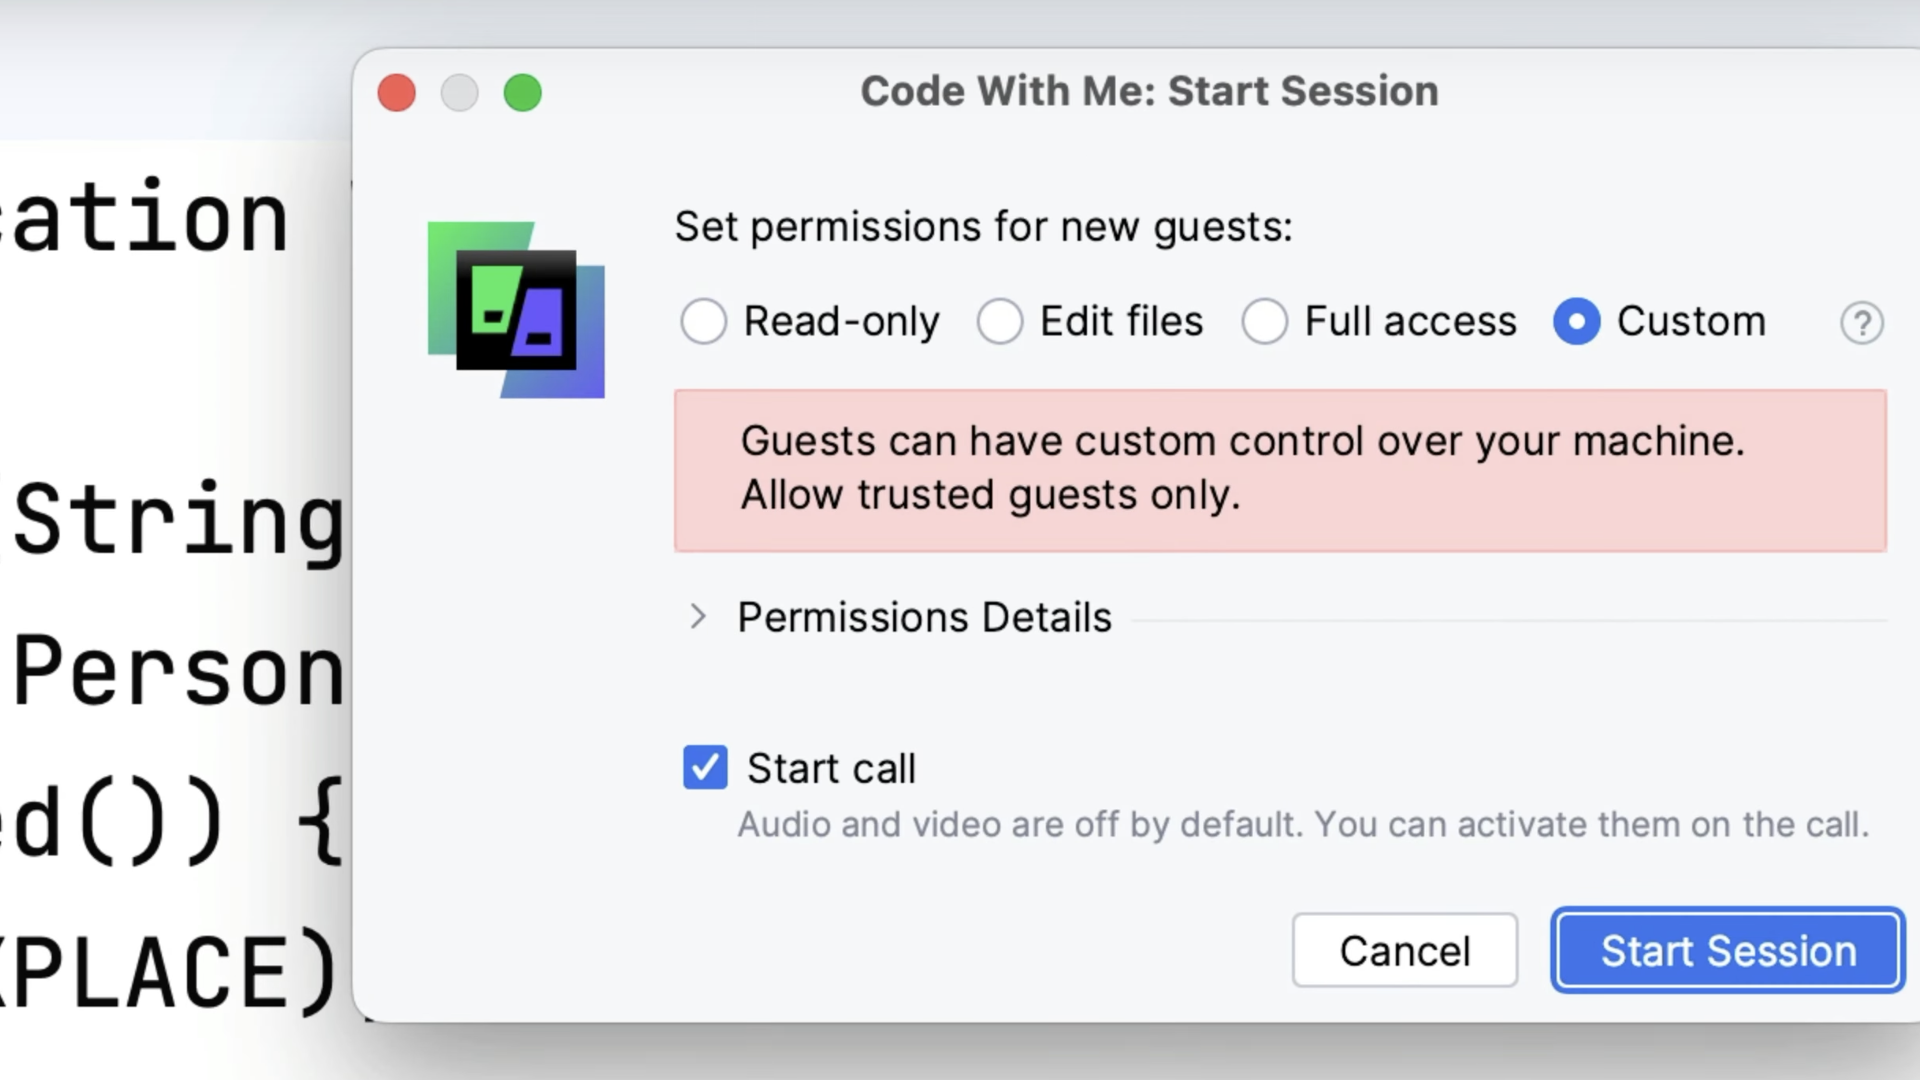 Code With Me: Start Session
cation
Set permissions for new guests:
Read-only Edit files Full access Custom ?
Guests can have custom control over your machine.
Allow trusted guests only.
(String
Person
Permissions Details
Start call
ed()) {
Audio and video are off by default. You can activate them on the call.
PLACE)
Cancel Start Session